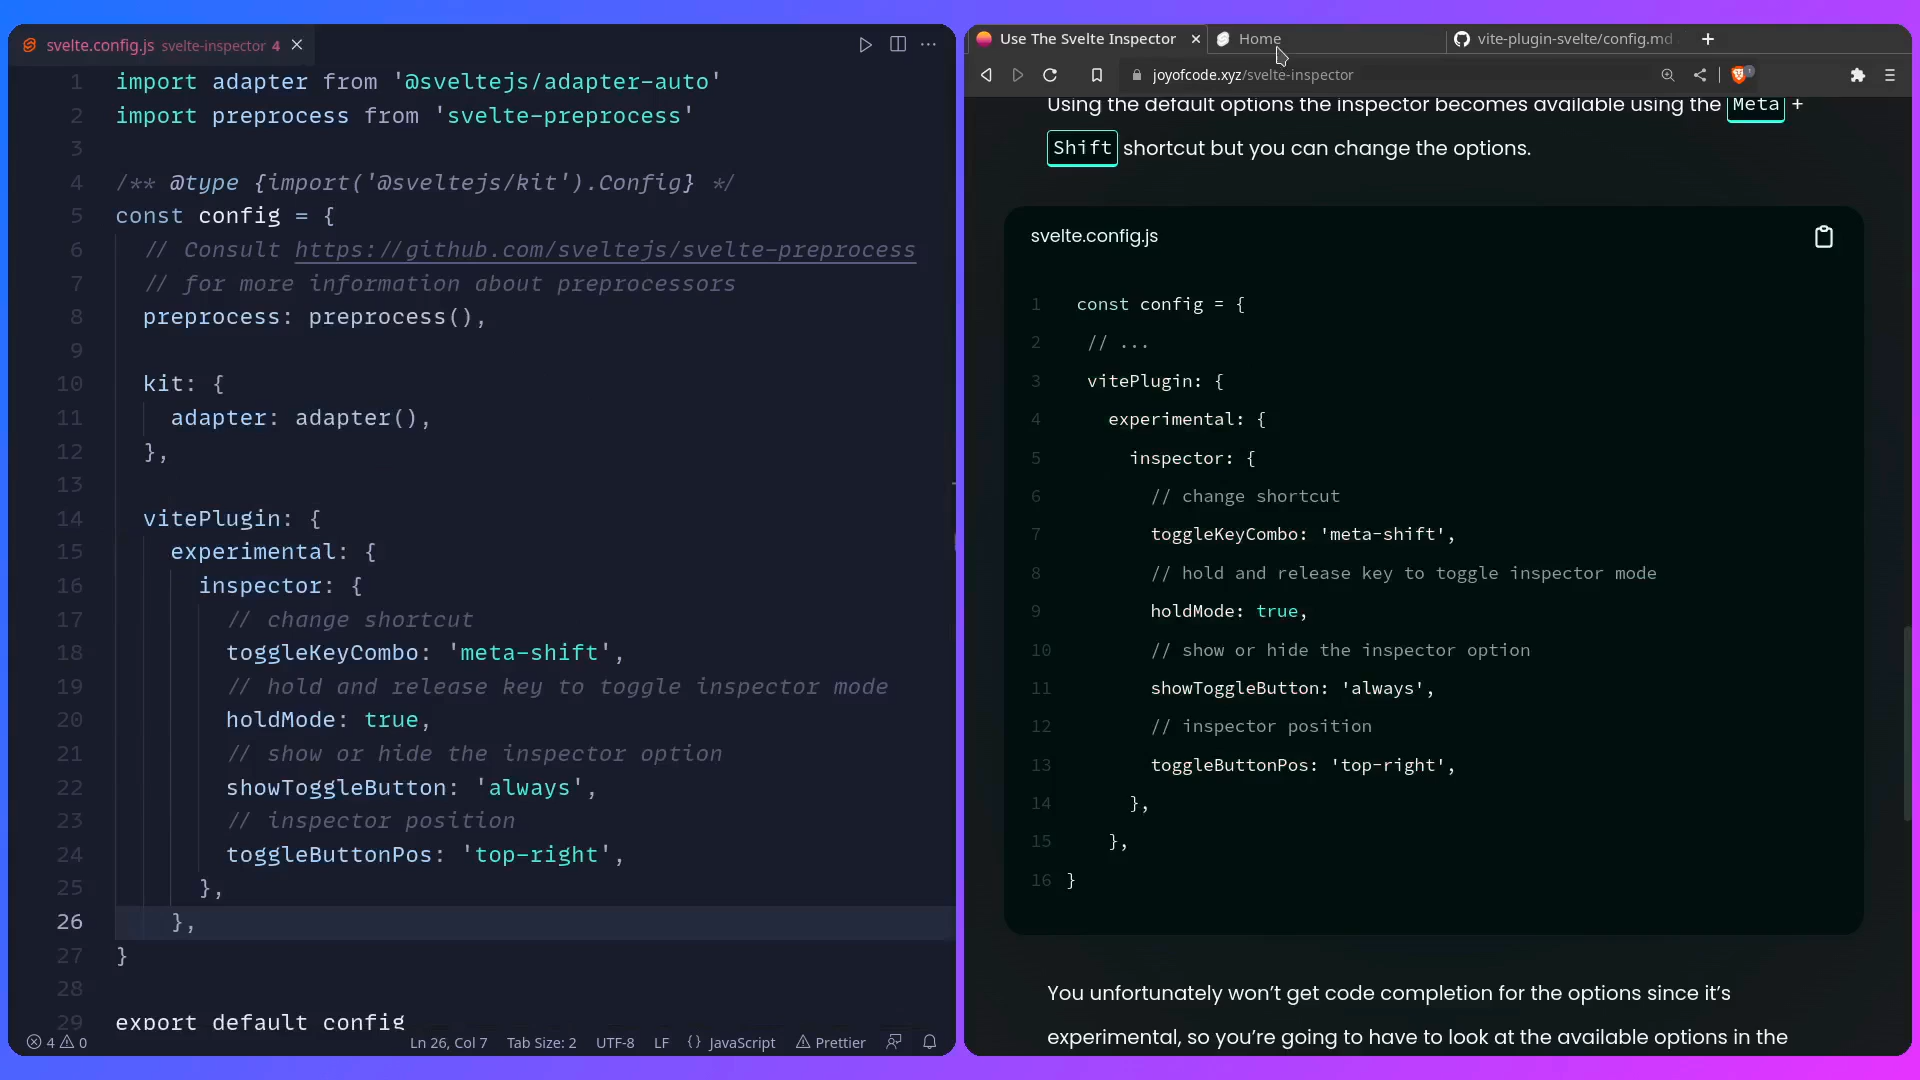 svelte.config.js svelte-inspector 4
1 import adapter from '@sveltejs/adapter-auto'
2 import preprocess from 'svelte-preprocess'
3
4 /** @type {import('@sveltejs/kit').Config} */
5 const config = {
6 // Consult https://github.com/sveltejs/svelte-preprocess
7 // for more information about preprocessors
8 preprocess: preprocess(),
9
10 kit: {
11 adapter: adapter(),
12 },
13
14 vitePlugin: {
15 experimental: {
16 inspector: {
17 // change shortcut
18 toggleKeyCombo: 'meta-shift',
19 // hold and release key to toggle inspector mode
20 holdMode: true,
21 // show or hide the inspector option
22 showToggleButton: 'always',
23 // inspector position
24 toggleButtonPos: 'top-right',
25 },
26 },
27 }
28
29 export default config
4 0 Ln 26, Col 7 Tab Size: 2 UTF-8 LF {} JavaScript Prettier
Use The Svelte Inspector Home vite-plugin-svelte/config.md
joyofcode.xyz/svelte-inspector 1
Using the default options the inspector becomes available using the Meta +
Shift shortcut but you can change the options.
svelte.config.js
1 const config = {
2 // ...
3 vitePlugin: {
4 experimental: {
5 inspector: {
6 // change shortcut
7 toggleKeyCombo: 'meta-shift',
8 // hold and release key to toggle inspector mode
9 holdMode: true,
10 // show or hide the inspector option
11 showToggleButton: 'always',
12 // inspector position
13 toggleButtonPos: 'top-right',
14 },
15 },
16 }
You unfortunately won't get code completion for the options since it's
experimental, so you're going to have to look at the available options in the